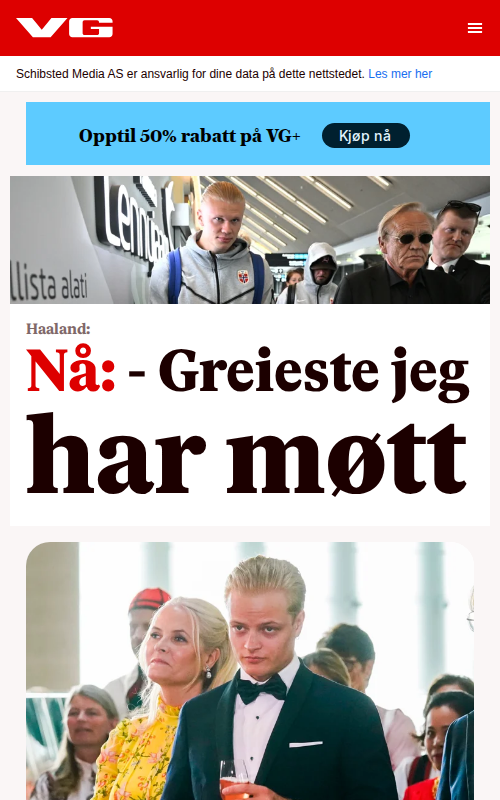 VG
Schibsted Media AS er ansvarlig for dine data på dette nettstedet. Les mer her
Opptil 50% rabatt på VG+
Kjøp nå
llista alati
Haaland:
Nå: - Greieste jeg
har møtt